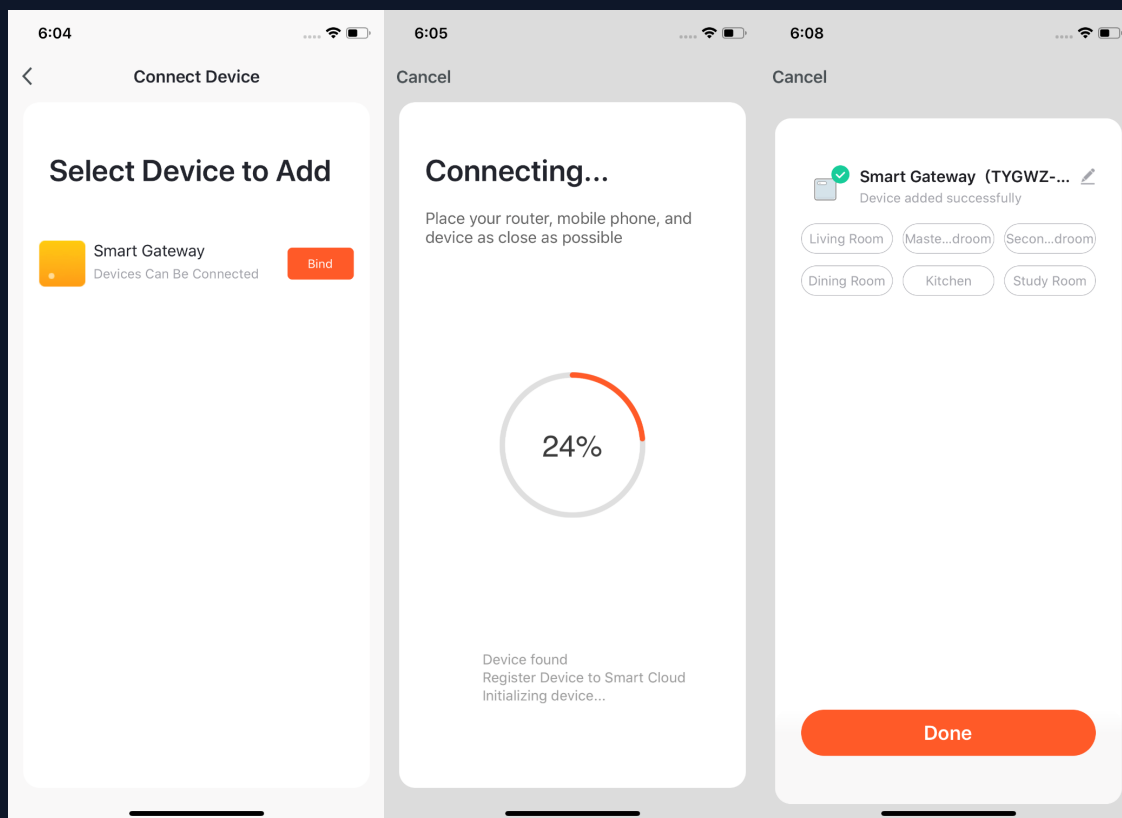 6:04
Connect Device
Select Device to Add
Smart Gateway
Devices Can Be Connected
Bind
6:05
Cancel
Connecting...
Place your router, mobile phone, and
device as close as possible
24%
Device found
Register Device to Smart Cloud
Initializing device...
6:08
Cancel
Smart Gateway（TYGWZ-...
Device added successfully
Living Room
Maste...droom
Secon...droom
Dining Room
Kitchen
Study Room
Done